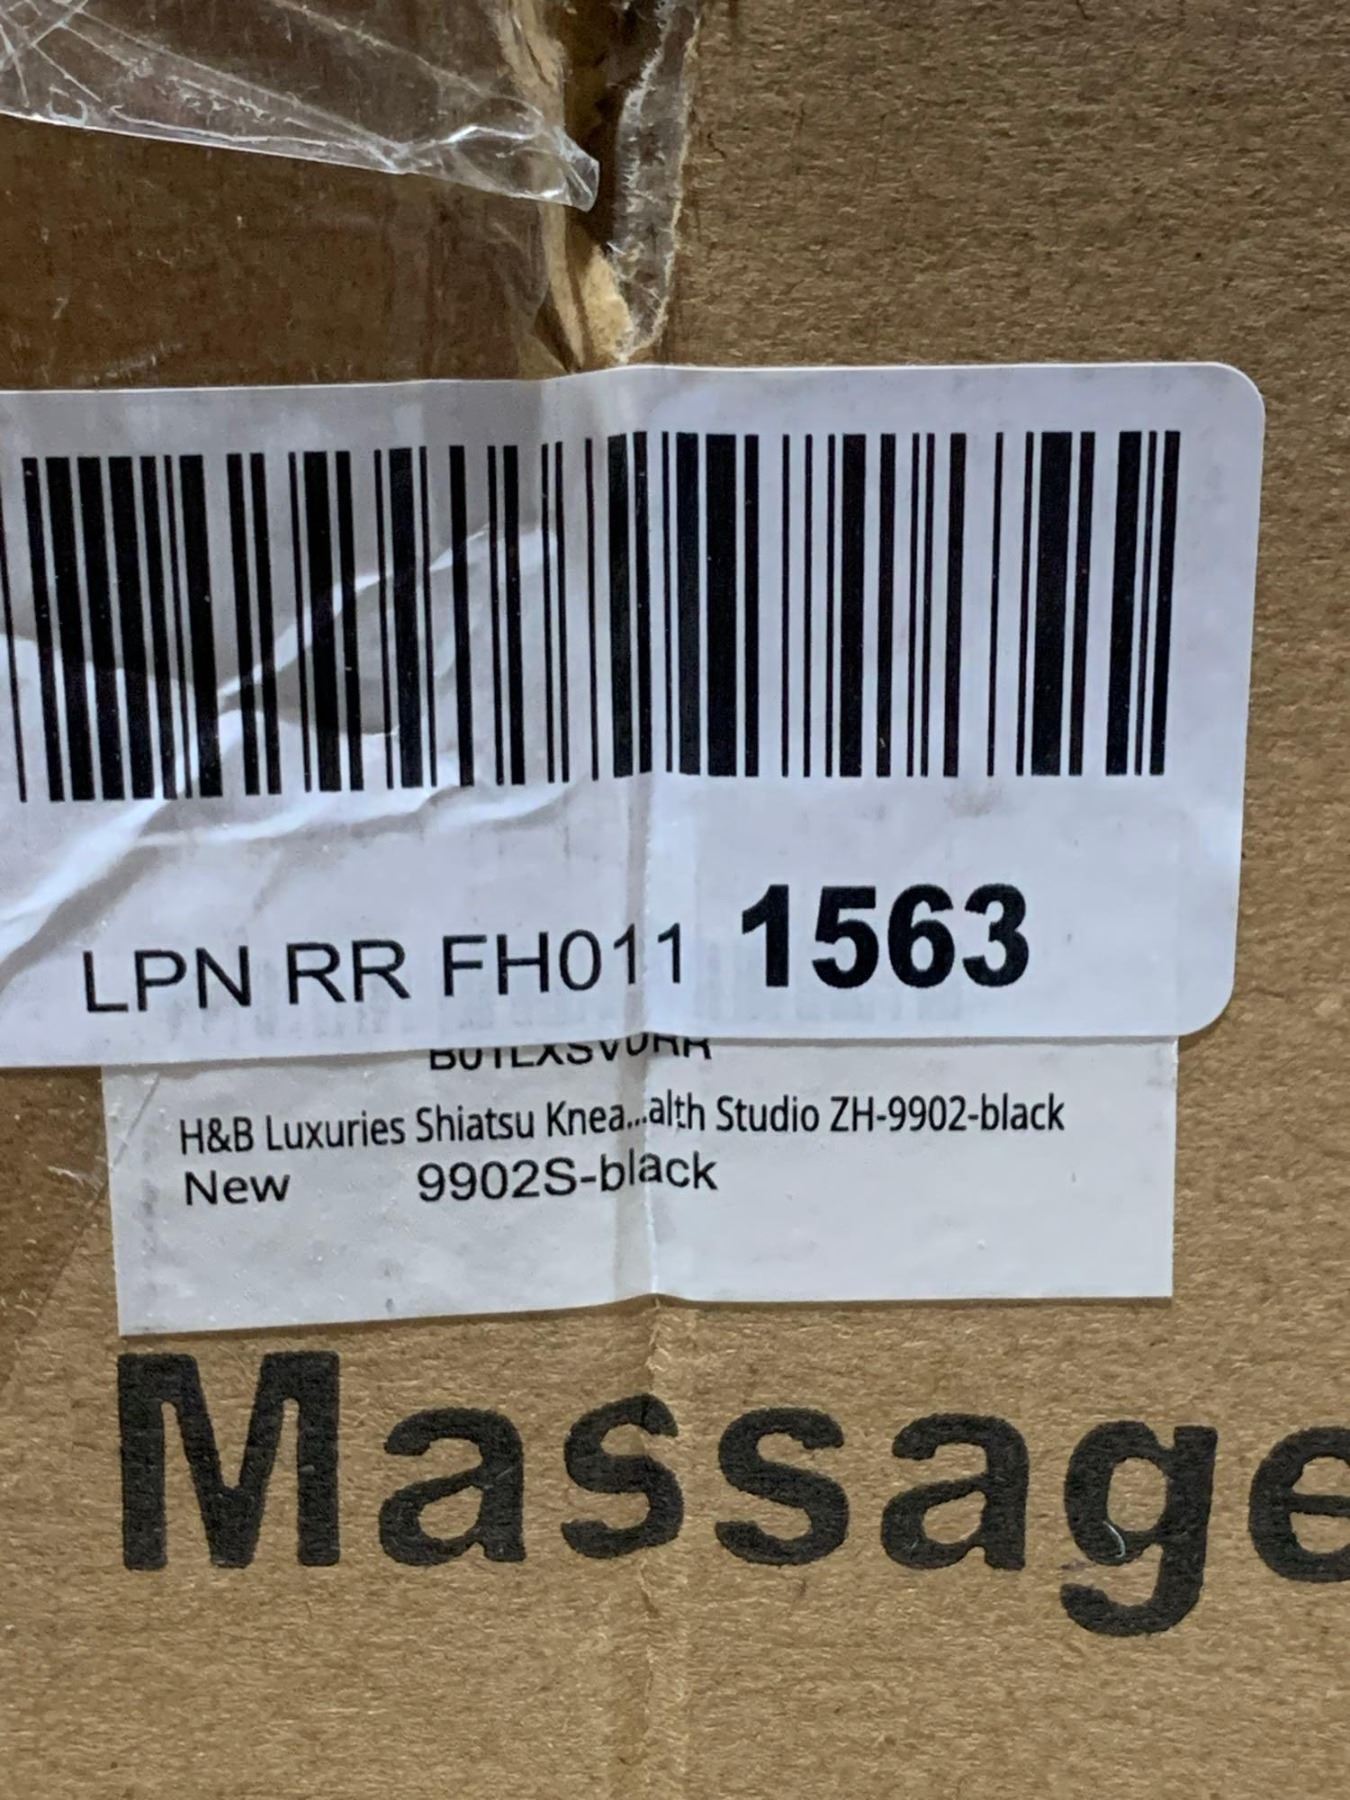 LPN RR FH011 1563
H&B Luxuries Shiatsu Knea...alth Studio ZH-9902-black
New 9902S-black
Massage